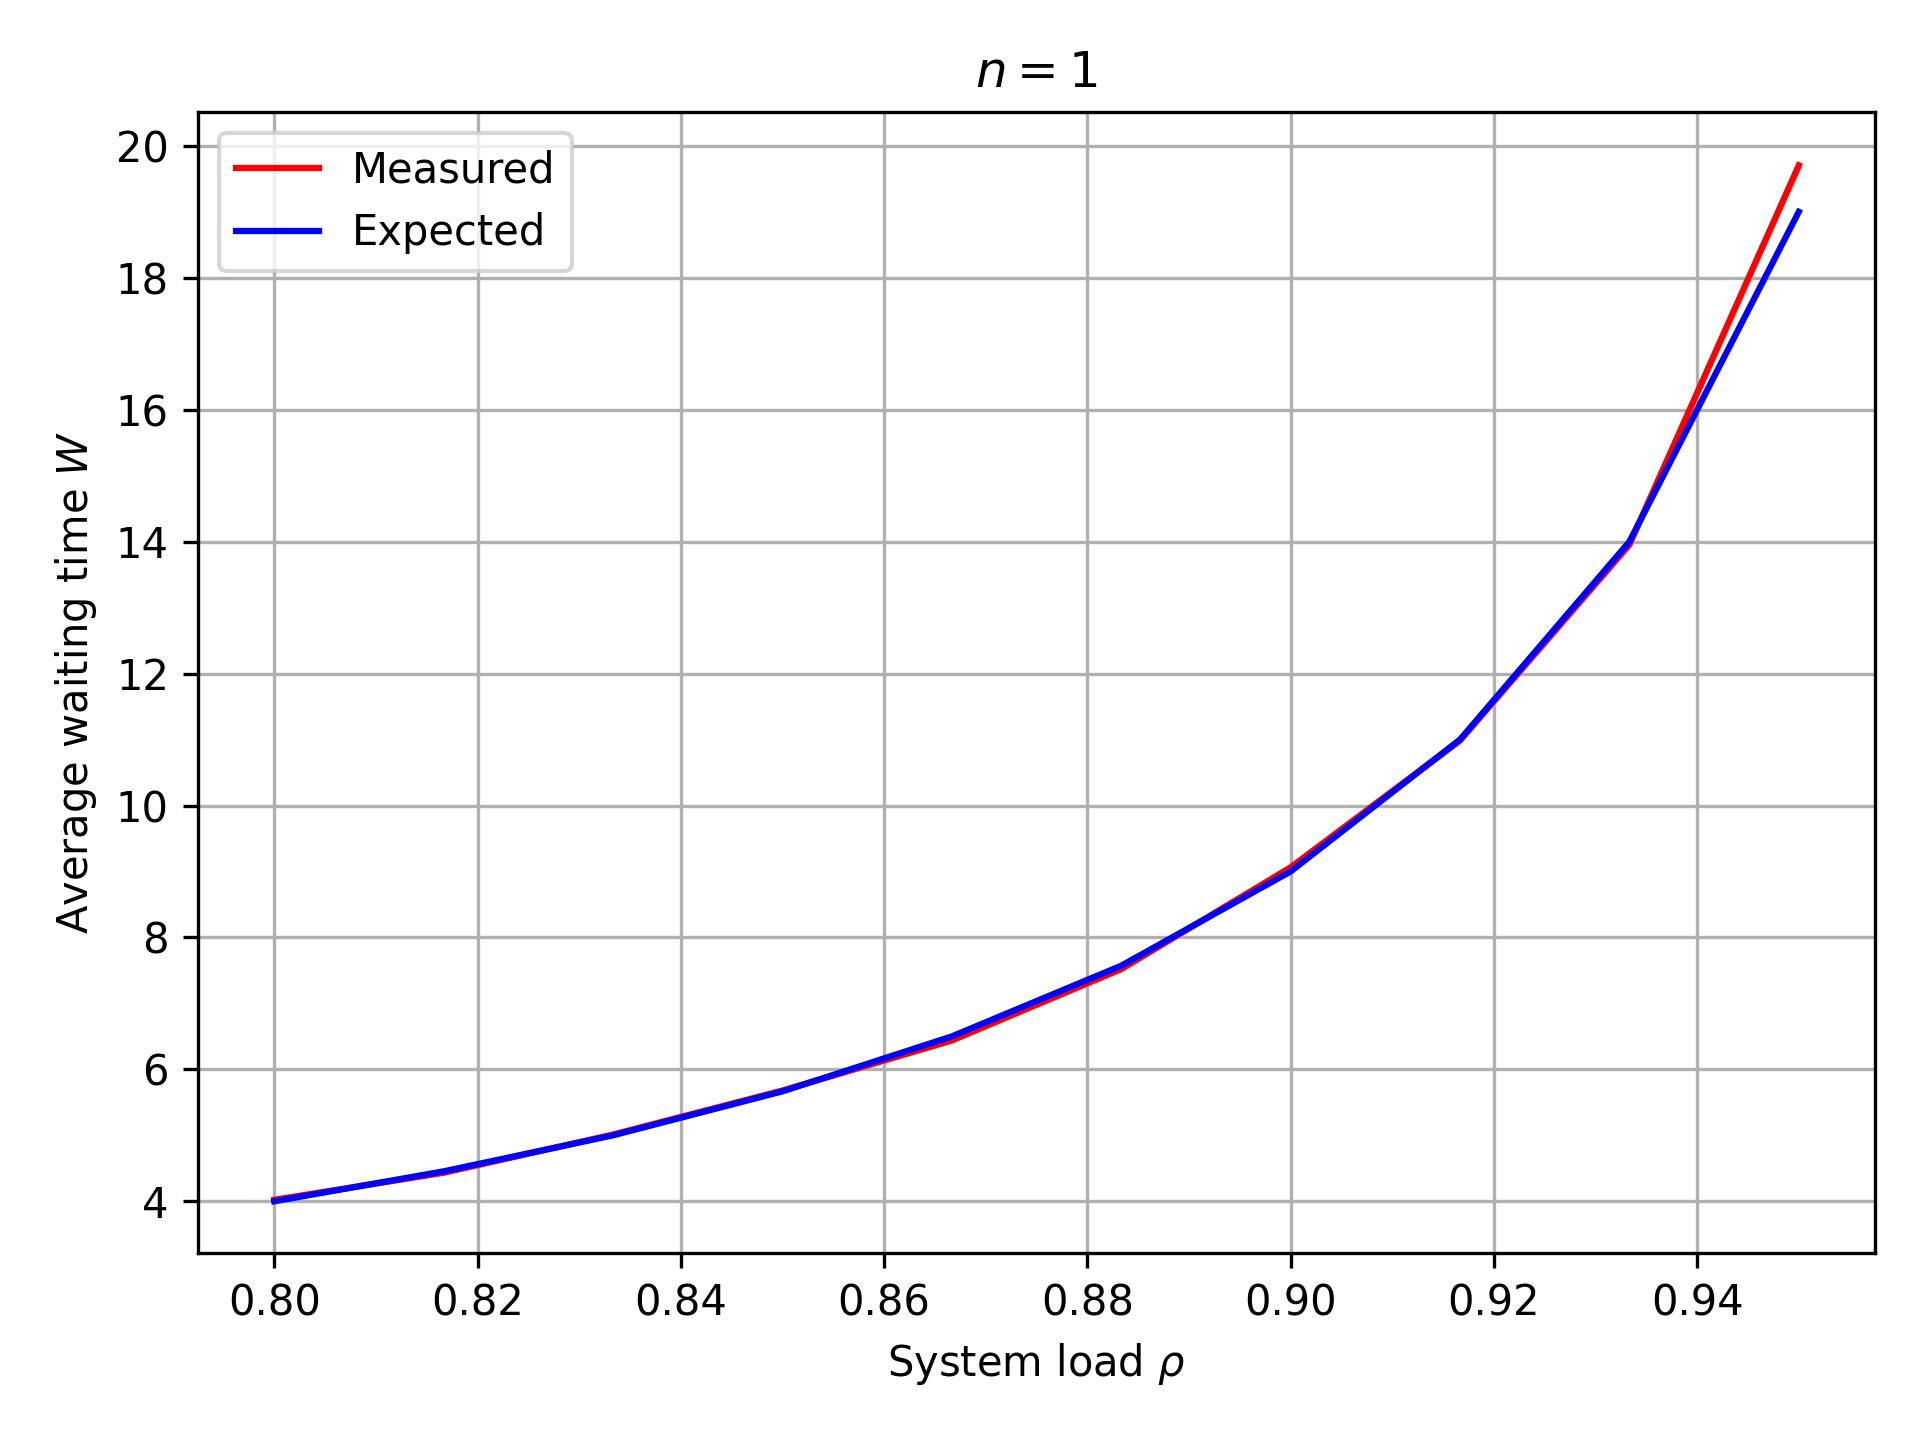 n = 1
Measured
Expected
20
18
16
14
12
10
8
6
4
Average waiting time W
0.80 0.82 0.84 0.86 0.88 0.90 0.92 0.94
System load ρ